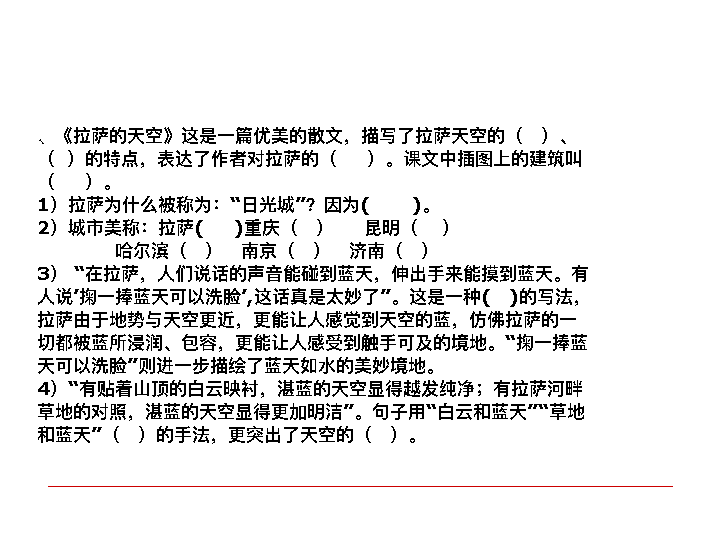 、《拉萨的天空》这是一篇优美的散文，描写了拉萨天空的（　）、
（　）的特点，表达了作者对拉萨的（　　）。课文中插图上的建筑叫
（　　）。
1）拉萨为什么被称为：“日光城”？因为(　　　)。
2）城市美称：拉萨(　　)重庆（　）　　昆明（　）
哈尔滨（　）　南京（　）　济南（　）
3）“在拉萨，人们说话的声音能碰到蓝天，伸出手来能摸到蓝天。有
人说’掬一捧蓝天可以洗脸’,这话真是太妙了”。这是一种(　)的写法，
拉萨由于地势与天空更近，更能让人感觉到天空的蓝，仿佛拉萨的一
切都被蓝所浸润、包容，更能让人感受到触手可及的境地。“掬一捧蓝
天可以洗脸”则进一步描绘了蓝天如水的美妙境地。
4）“有贴着山顶的白云映衬，湛蓝的天空显得越发纯净；有拉萨河畔
草地的对照，湛蓝的天空显得更加明洁”。句子用“白云和蓝天”“草地
和蓝天”（　）的手法，更突出了天空的（　）。